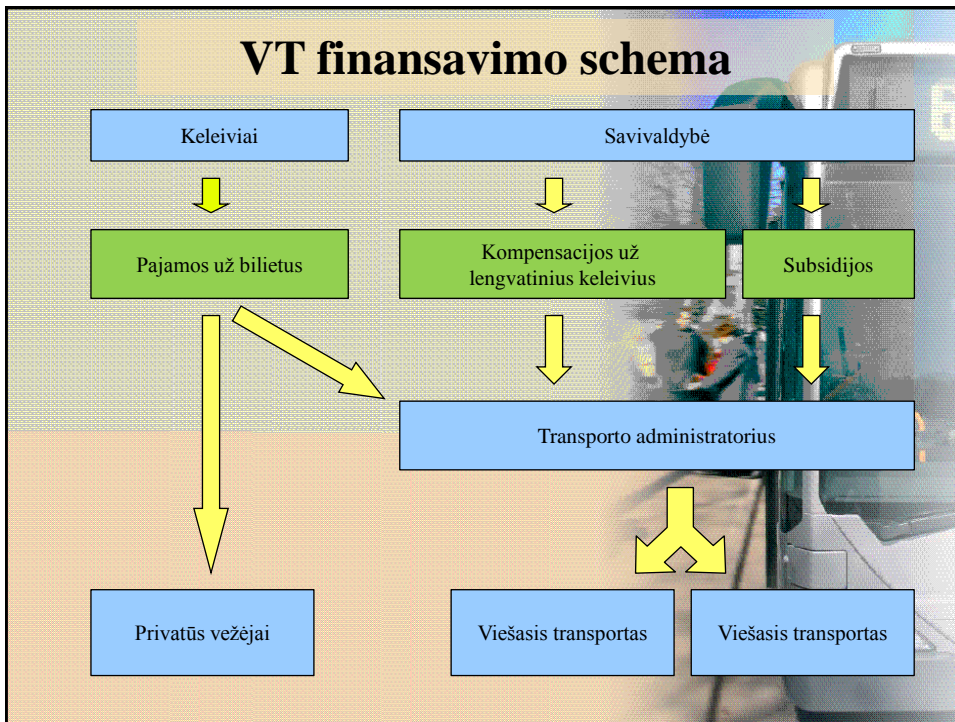 VT finansavimo schema
Keleiviai
Savivaldybė
Pajamos už bilietus
Kompensacijos už
lengvatinius keleivius
Subsidijos
Transporto administratorius
Privatūs vežėjai
Viešasis transportas
Viešasis transportas